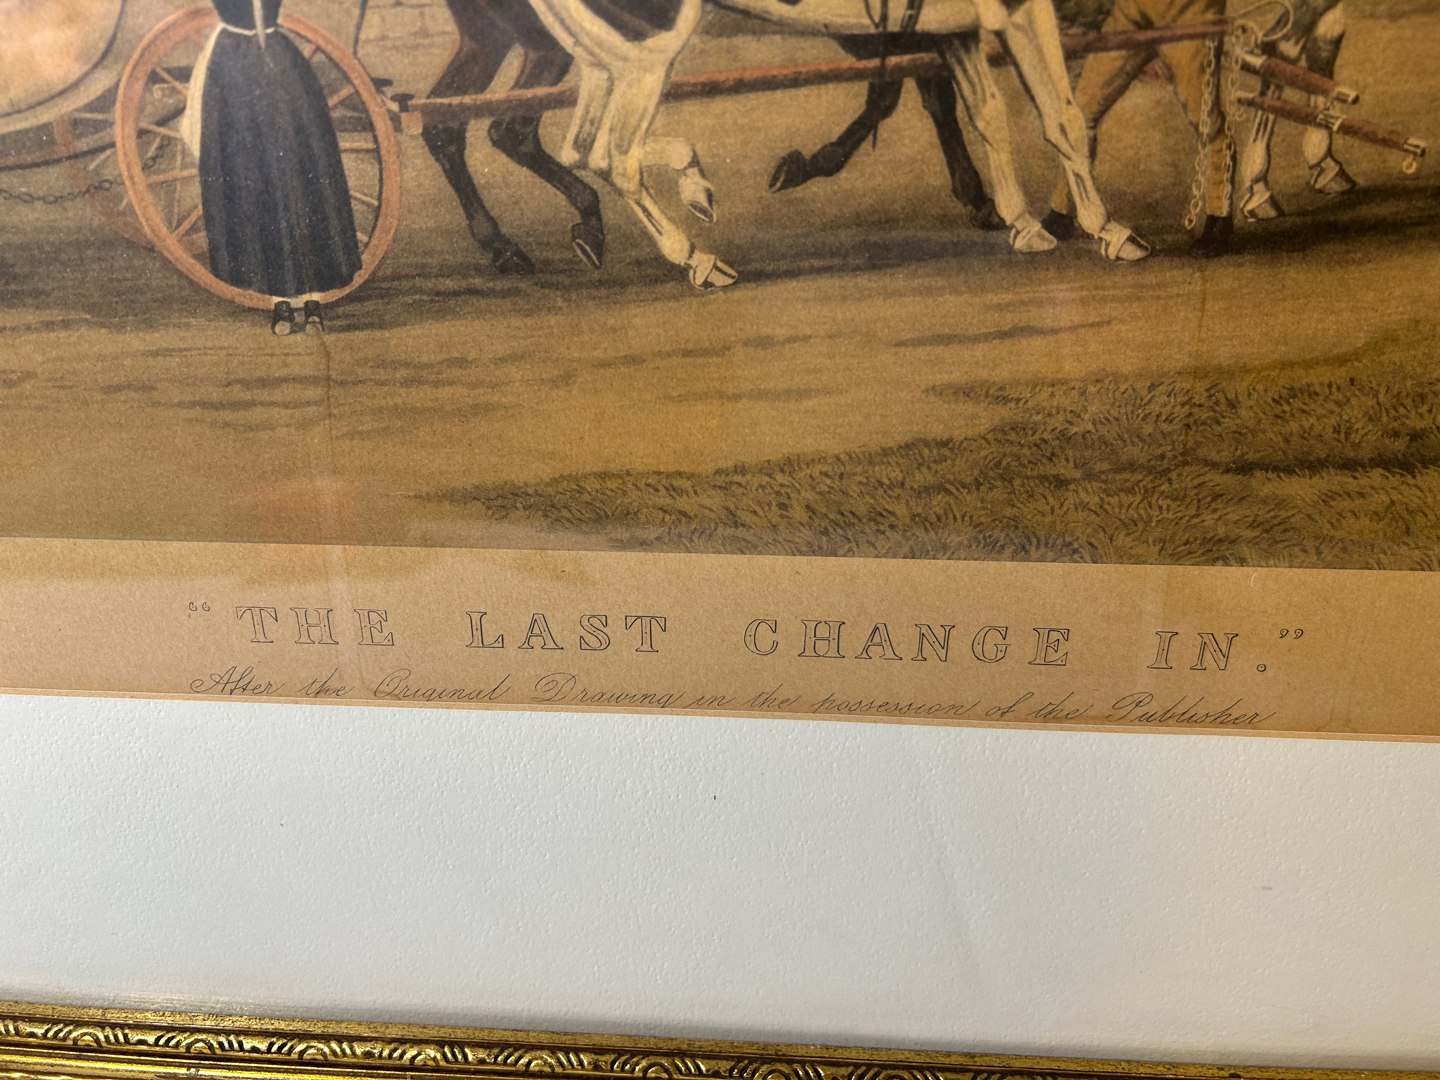 “THE LAST CHANGE IN.”
After the Original Drawing in the possession of the Publisher